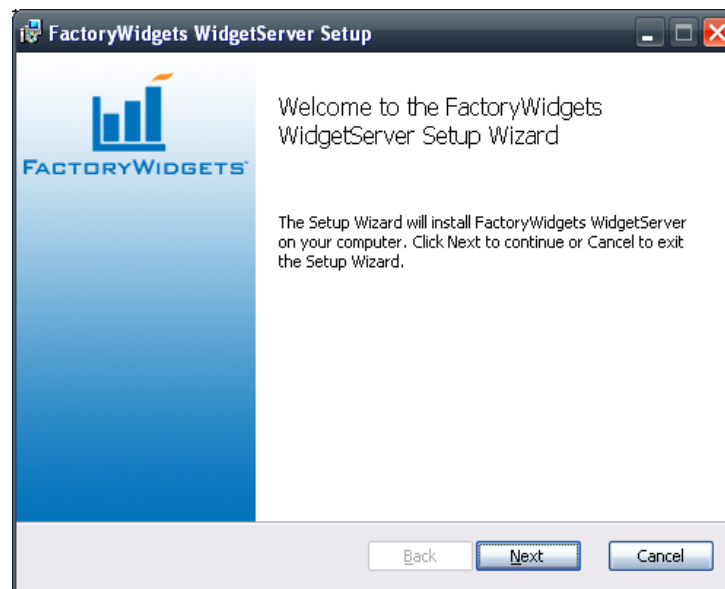 FactoryWidgets WidgetServer Setup
FACTORYWIDGETS™
Welcome to the FactoryWidgets
WidgetServer Setup Wizard
The Setup Wizard will install FactoryWidgets WidgetServer
on your computer. Click Next to continue or Cancel to exit
the Setup Wizard.
Back Next Cancel